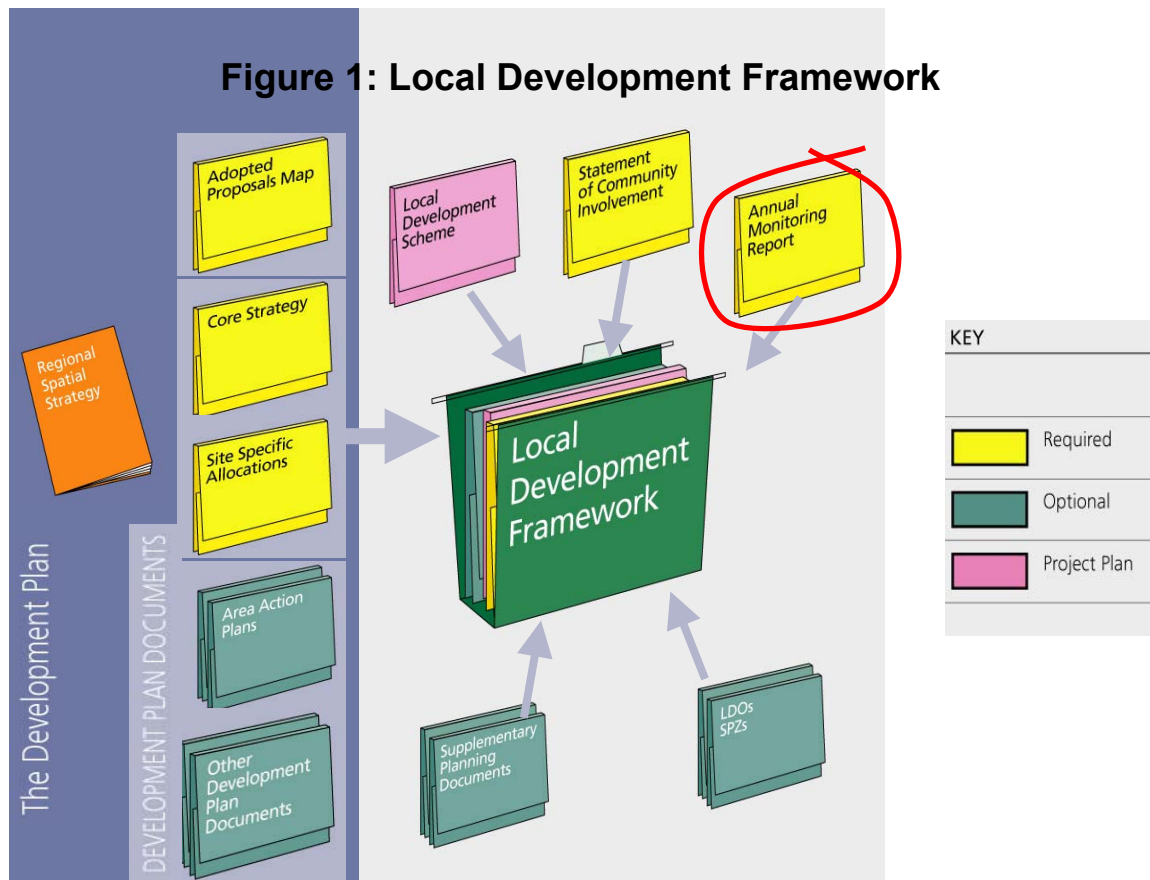 Figure 1: Local Development Framework
Adopted
Proposals Map
Core Strategy
Site Specific
Allocations
Area Action
Plans
Other
Development
Plan
Documents
Regional
Spatial
Strategy
The Development Plan
DEVELOPMENT PLAN DOCUMENTS
Local
Development
Scheme
Statement
of Community
Involvement
Annual
Monitoring
Report
Local
Development
Framework
Supplementary
Planning
Documents
LDOs
SPZs
KEY
Required
Optional
Project Plan